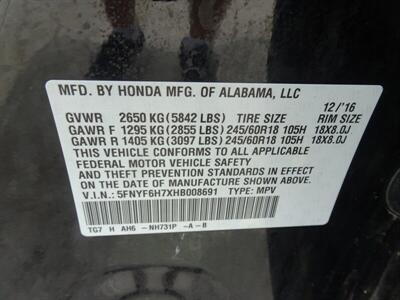 MFD. BY HONDA MFG. OF ALABAMA, LLC
12/'16
GVWR 2650 KG(5842 LBS) TIRE SIZE RIM SIZE
GAWR F 1295 KG(2855 LBS) 245/60R18 105H 18X8.0J
GAWR R 1405 KG(3097 LBS) 245/60R18 105H 18X8.0J
THIS VEHICLE CONFORMS TO ALL APPLICABLE
FEDERAL MOTOR VEHICLE SAFETY STANDARDS IN
EFFECT ON THE DATE OF MANUFACTURE SHOWN ABOVE.
V.I.N.: 5FNYF6H7XHB008691 TYPE: MPV
TG7 H AH6 -NH731P -A-B